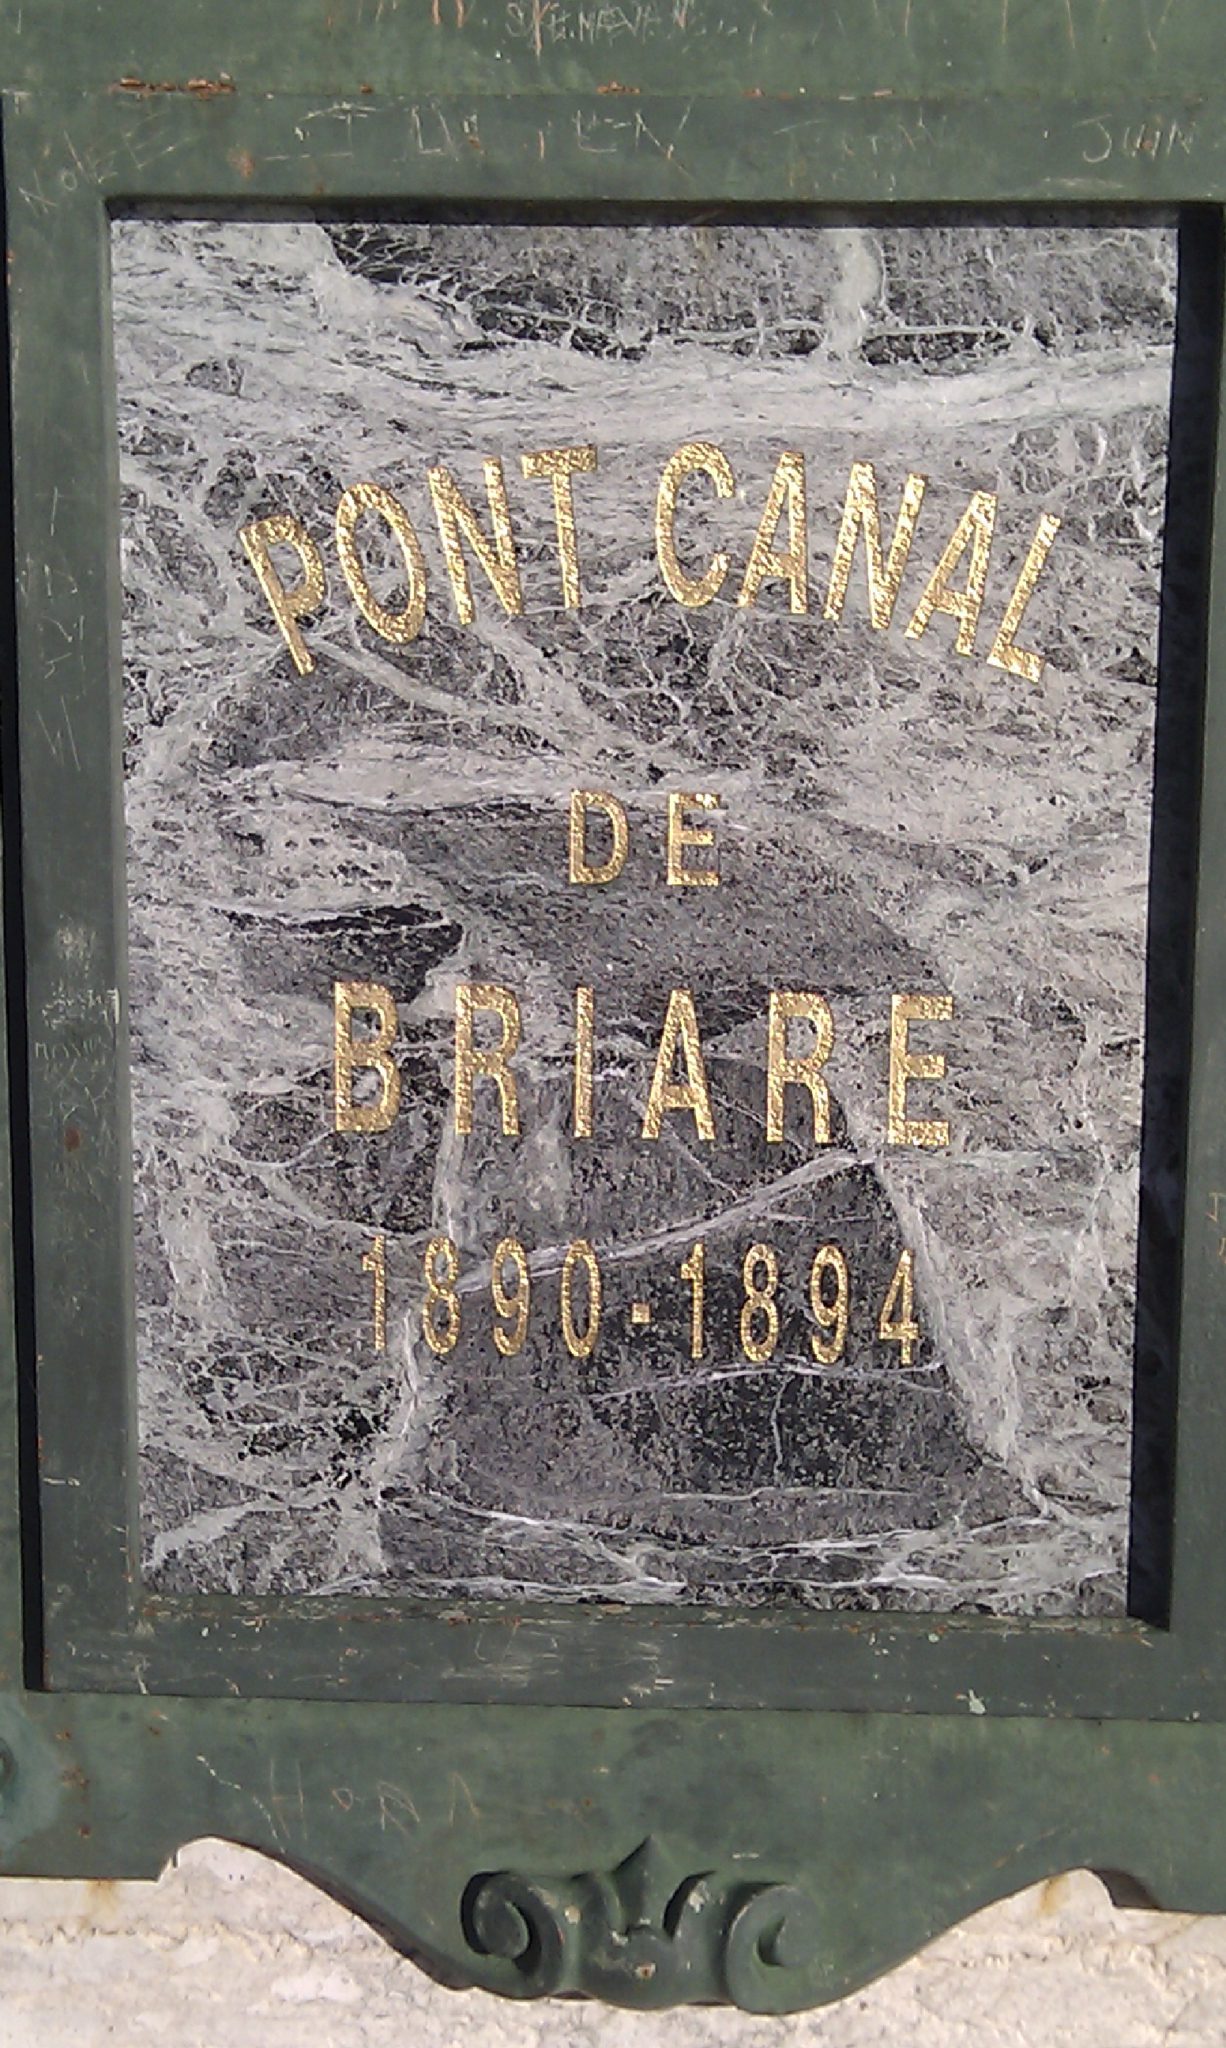 PONT CANAL
DE
BRIARE
1890-1894